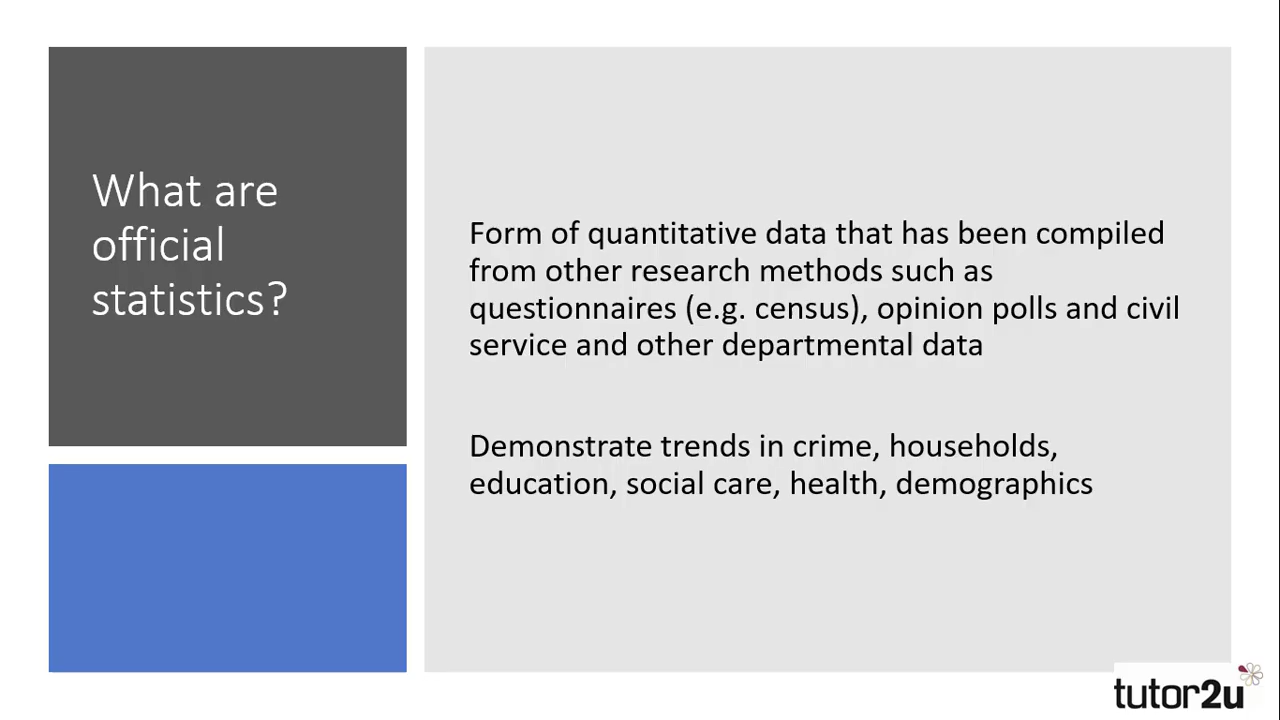 What are
official
statistics?
Form of quantitative data that has been compiled
from other research methods such as
questionnaires (e.g. census), opinion polls and civil
service and other departmental data
Demonstrate trends in crime, households,
education, social care, health, demographics
tutor2u